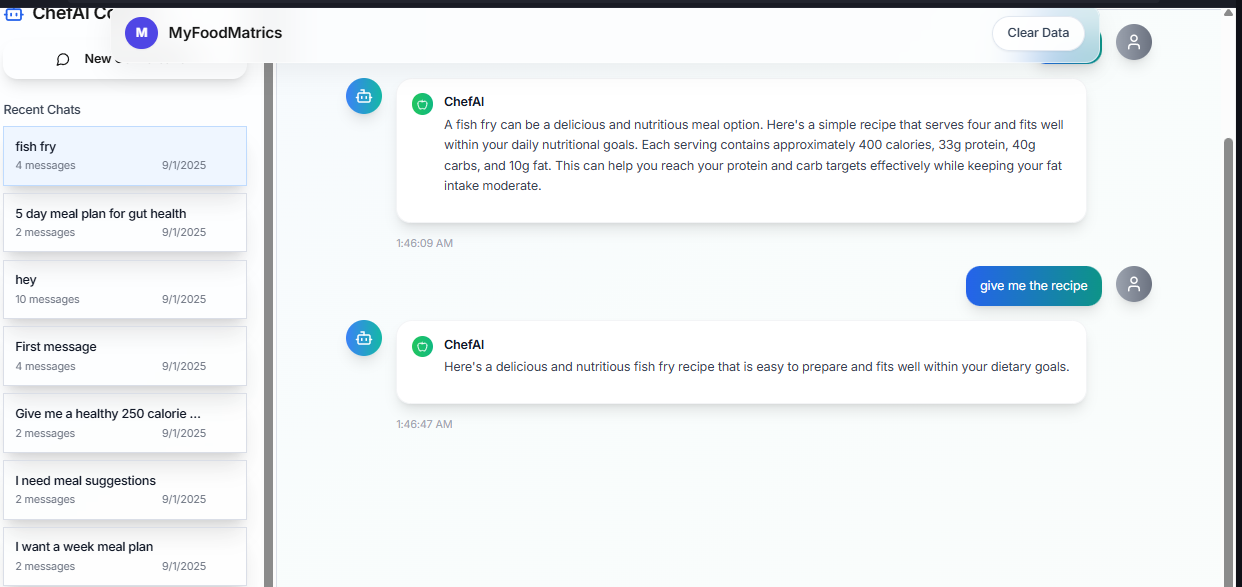 ChefAI Co
M
MyFoodMatrics
Clear Data
New
Recent Chats
fish fry
4 messages 9/1/2025
5 day meal plan for gut health
2 messages 9/1/2025
hey
10 messages 9/1/2025
First message
4 messages 9/1/2025
Give me a healthy 250 calorie ...
2 messages 9/1/2025
I need meal suggestions
2 messages 9/1/2025
I want a week meal plan
2 messages 9/1/2025
ChefAI
A fish fry can be a delicious and nutritious meal option. Here's a simple recipe that serves four and fits well
within your daily nutritional goals. Each serving contains approximately 400 calories, 33g protein, 40g
carbs, and 10g fat. This can help you reach your protein and carb targets effectively while keeping your fat
intake moderate.
1:46:09 AM
give me the recipe
ChefAI
Here's a delicious and nutritious fish fry recipe that is easy to prepare and fits well within your dietary goals.
1:46:47 AM